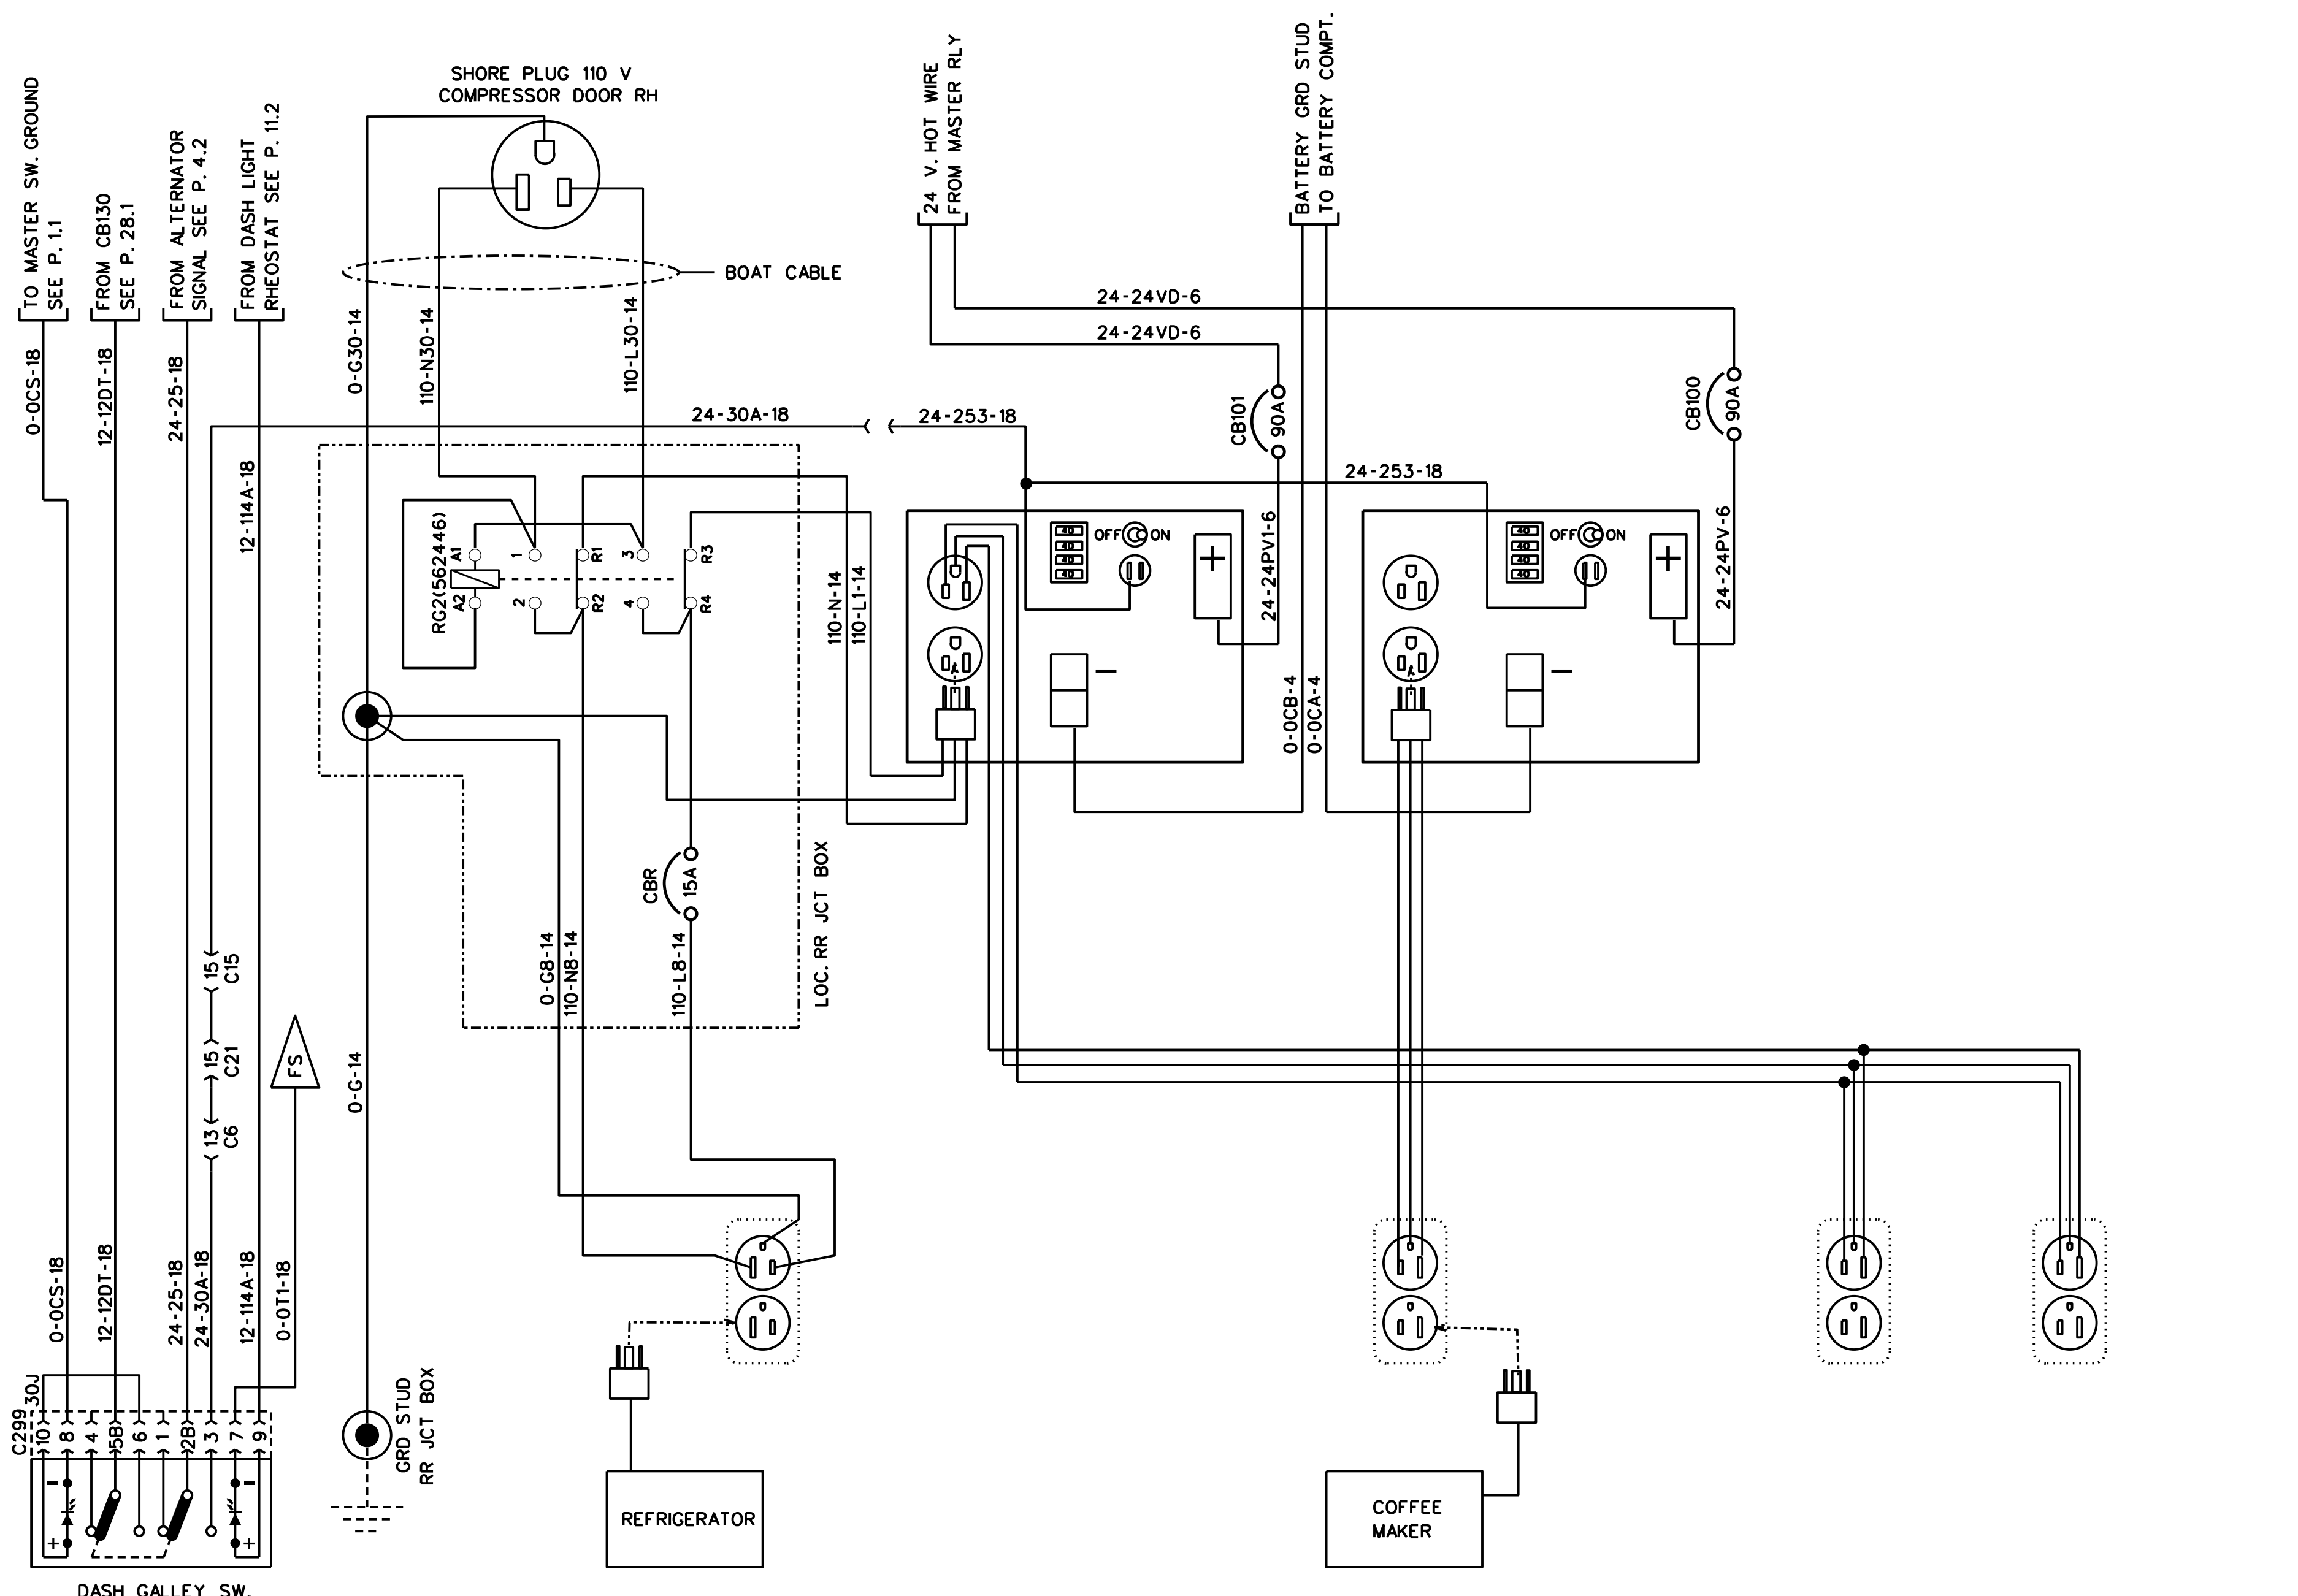 SHORE PLUG 110 V
COMPRESSOR DOOR RH
TO MASTER SW. GROUND
SEE P. 1.1
FROM CB130
SEE P. 28.1
FROM ALTERNATOR
SIGNAL SEE P. 4.2
FROM DASH LIGHT
RHEOSTAT SEE P. 11.2
24 V. HOT WIRE
FROM MASTER RLY
BATTERY GRD STUD
TO BATTERY COMPT.
BOAT CABLE
24-24VD-6
24-24VD-6
0-0CS-18
12-12DT-18
24-25-18
12-114A-18
0-G30-14
110-N30-14
110-L30-14
24-30A-18
24-253-18
CB101
90A
CB100
90A
24-253-18
RG2(562446)
A1
1
R1
3
R3
A2
2
R2
4
R4
110-N-14
110-L1-14
40
40
40
40
OFF
ON
+
−
24-24PV1-6
0-0CB-4
0-0CA-4
40
40
40
40
OFF
ON
+
−
24-24PV-6
CBR
15A
LOC. RR JCT BOX
0-G8-14
110-N8-14
110-L8-14
15
C15
15
C21
13
C6
FS
0-G-14
0-0CS-18
12-12DT-18
24-25-18
24-30A-18
12-114A-18
0-0T1-18
C299
30J
10
8
4
5B
6
1
2B
3
7
9
−
−
+
+
GRD STUD
RR JCT BOX
REFRIGERATOR
COFFEE
MAKER
DASH GALLEY SW.